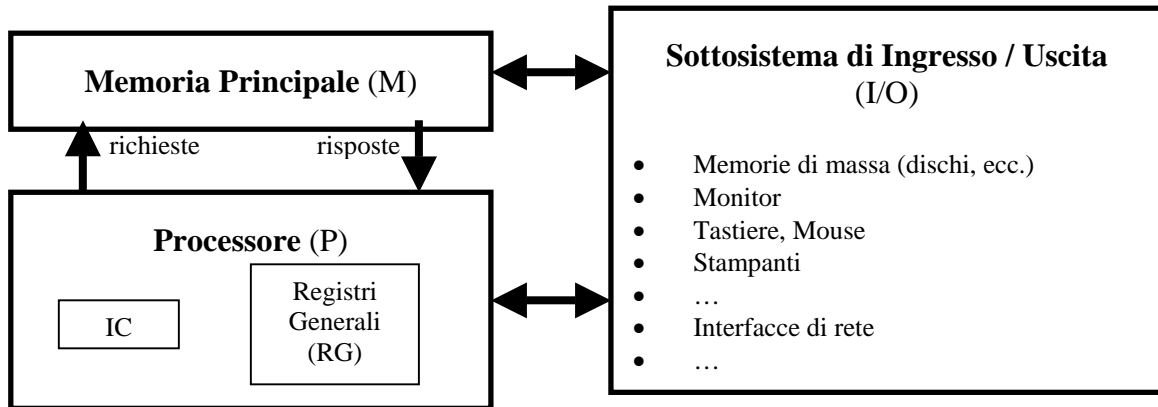 Memoria Principale (M)
richieste
risposte
Processore (P)
IC
Registri
Generali
(RG)
Sottosistema di Ingresso / Uscita
(I/O)
• Memorie di massa (dischi, ecc.)
• Monitor
• Tastiere, Mouse
• Stampanti
• …
• Interfacce di rete
• …